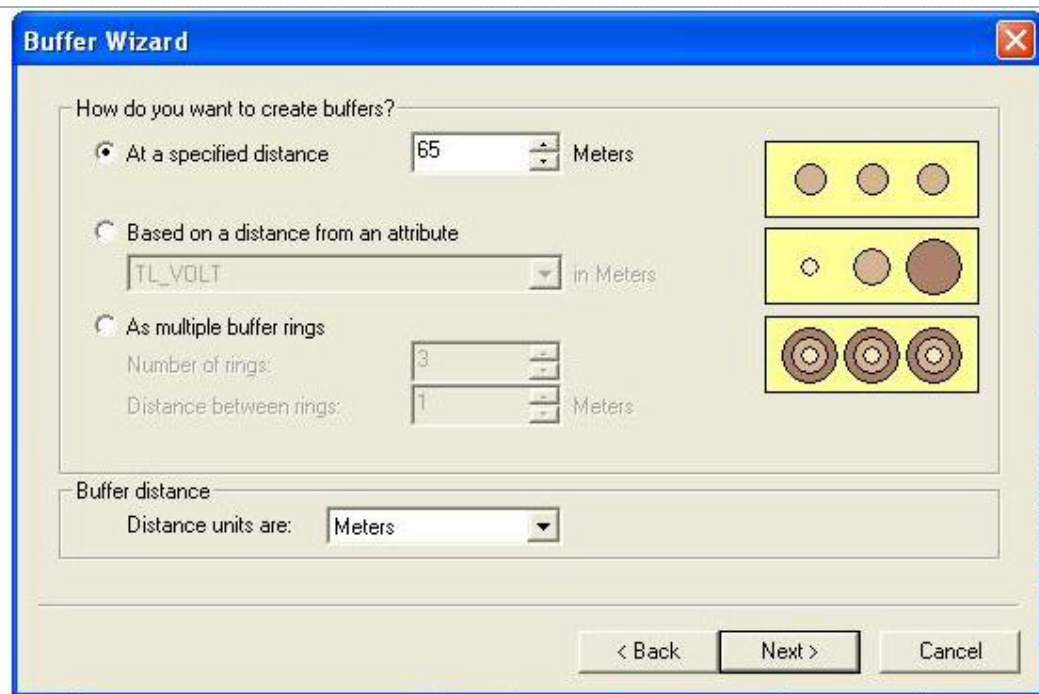 Buffer Wizard
How do you want to create buffers?
At a specified distance 65 Meters
Based on a distance from an attribute
TL_VOLT in Meters
As multiple buffer rings
Number of rings: 3
Distance between rings: 1 Meters
Buffer distance
Distance units are: Meters
< Back Next > Cancel